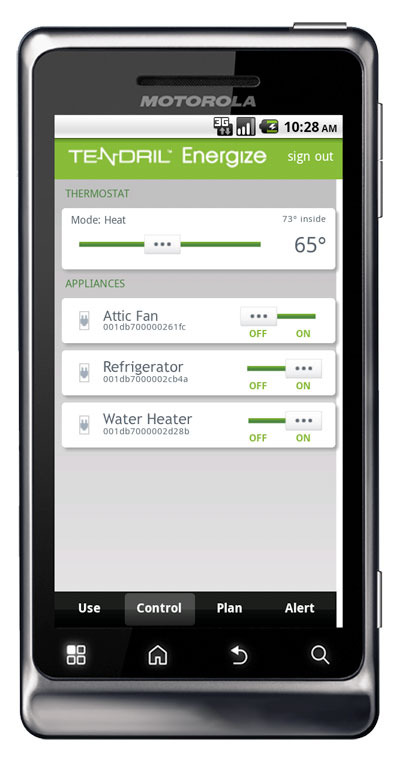 MOTOROLA
3G 10:28 AM
TENDRIL™ Energize sign out
THERMOSTAT
Mode: Heat 73° inside
65°
APPLIANCES
Attic Fan
001db700000261fc
OFF ON
Refrigerator
001db7000002cb4a
OFF ON
Water Heater
001db7000002d28b
OFF ON
Use Control Plan Alert